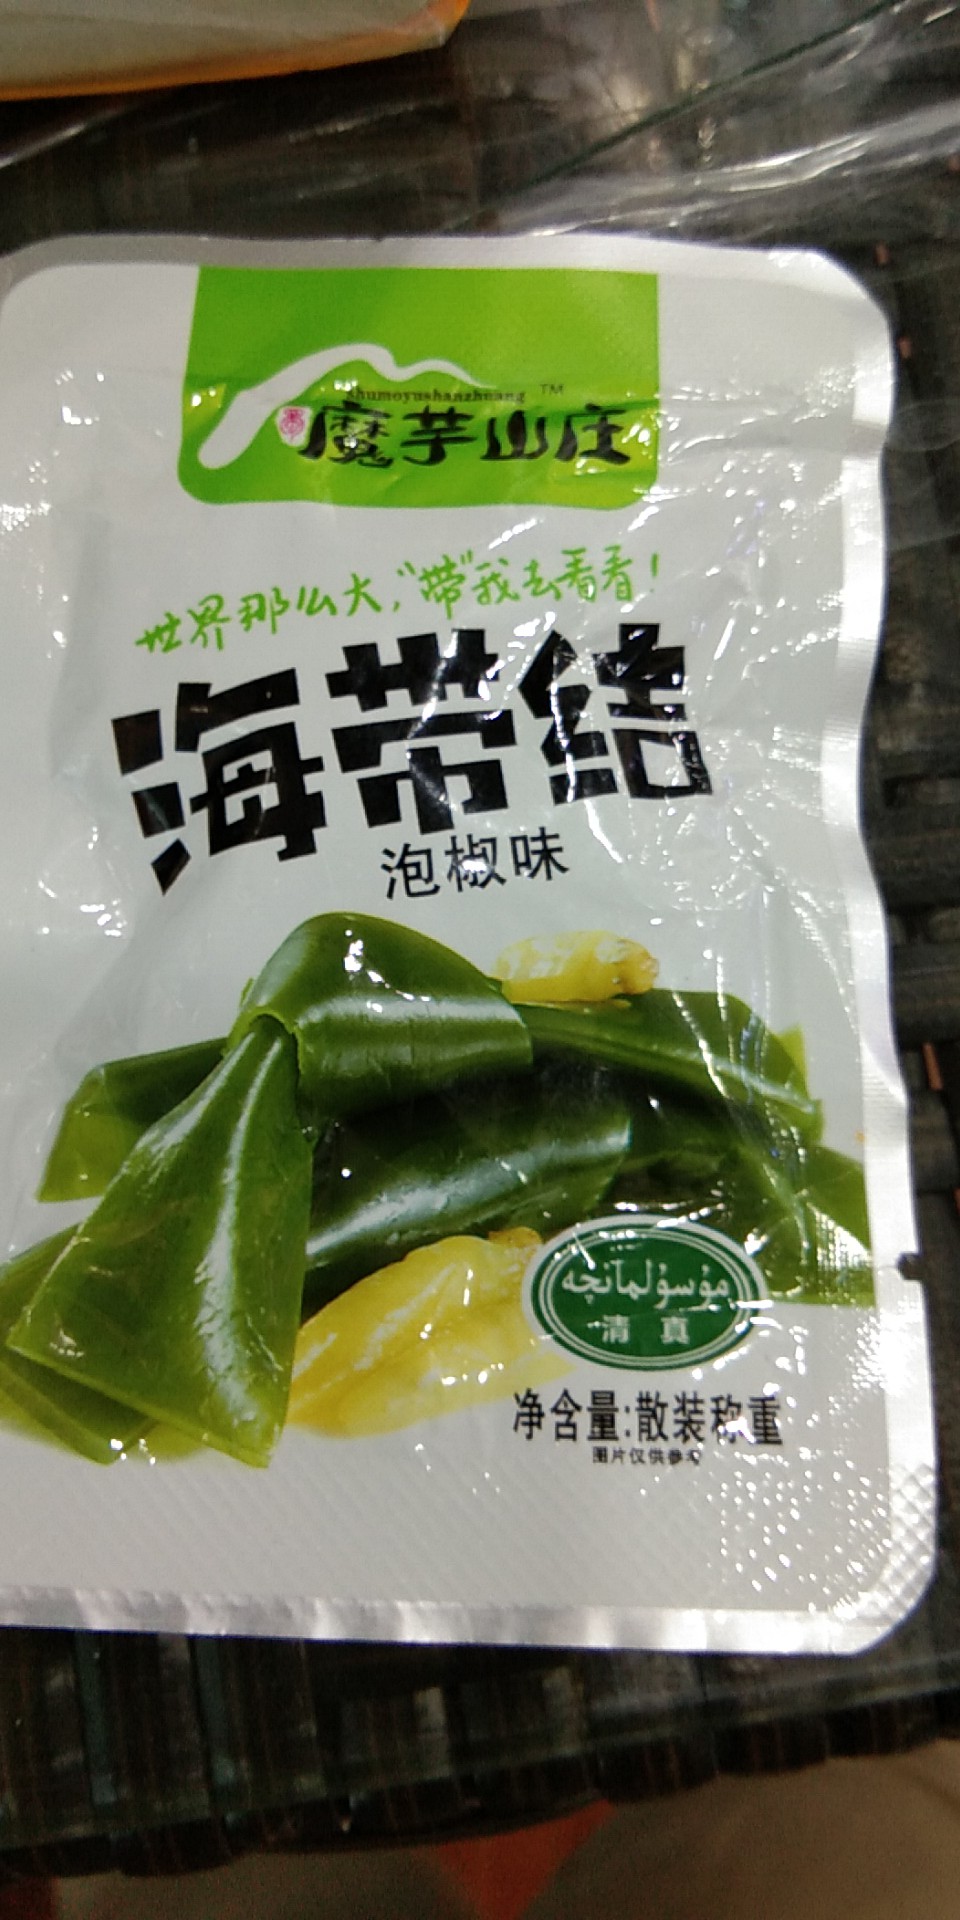 shumoyushanzhuang TM
蜀魔芋山庄
世界那么大，“带”我去看看！
海带结
泡椒味
مۇسۇلمانچە
清真
净含量:散装称重
图片仅供参考